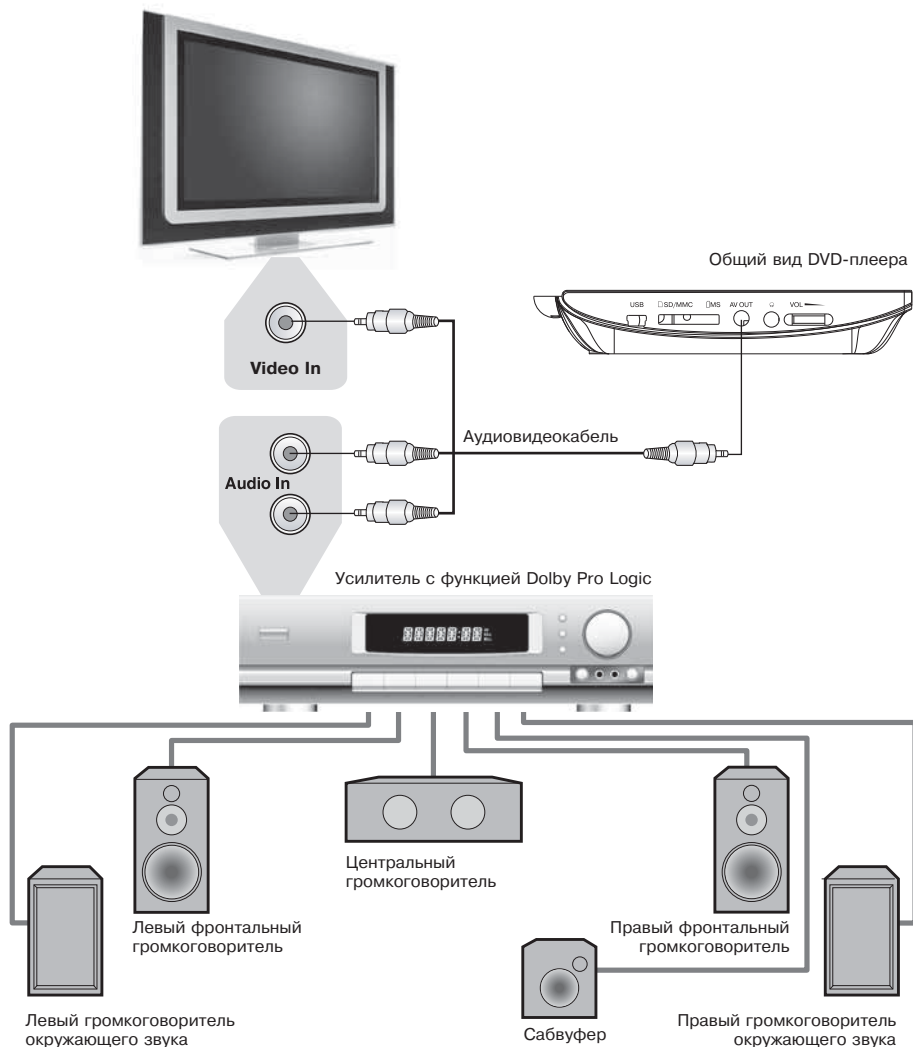 Общий вид DVD-плеера
USB SD/MMC MS AV OUT VOL
Video In
Аудиовидеокабель
Audio In
Усилитель с функцией Dolby Pro Logic
Центральный
громкоговоритель
Левый фронтальный
громкоговоритель
Правый фронтальный
громкоговоритель
Левый громкоговоритель
окружающего звука
Сабвуфер
Правый громкоговоритель
окружающего звука